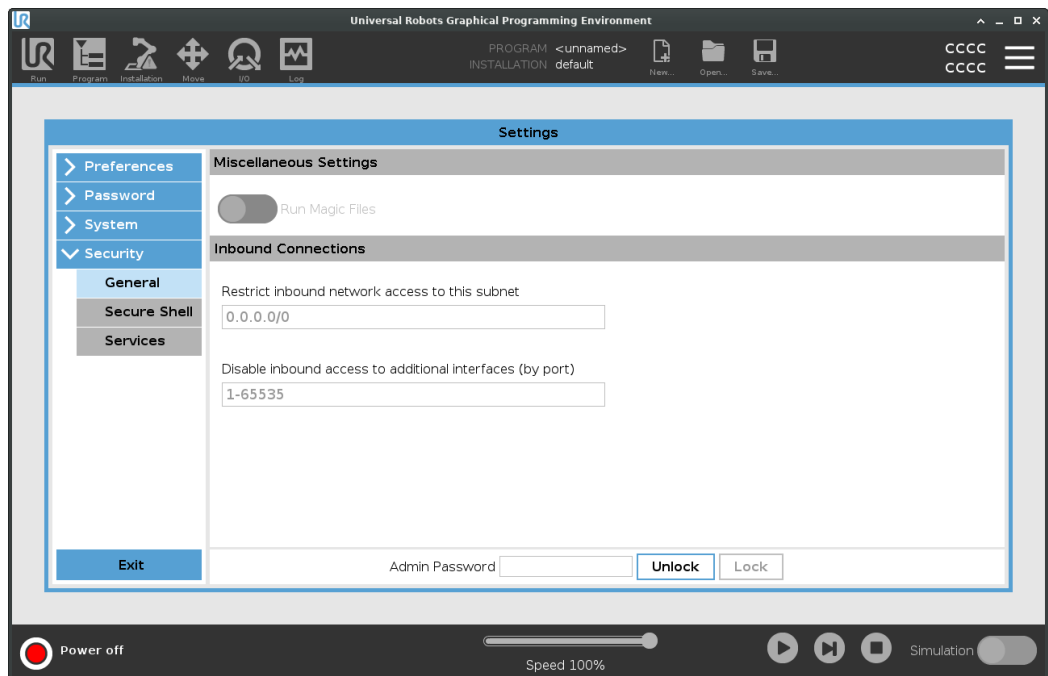 Universal Robots Graphical Programming Environment
UR
Run
Program
Installation
Move
I/O
Log
PROGRAM <unnamed>
INSTALLATION default
New...
Open...
Save...
CCCC
CCCC
Settings
Preferences
Password
System
Security
General
Secure Shell
Services
Exit
Miscellaneous Settings
Run Magic Files
Inbound Connections
Restrict inbound network access to this subnet
0.0.0.0/0
Disable inbound access to additional interfaces (by port)
1-65535
Admin Password
Unlock
Lock
Power off
Speed 100%
Simulation